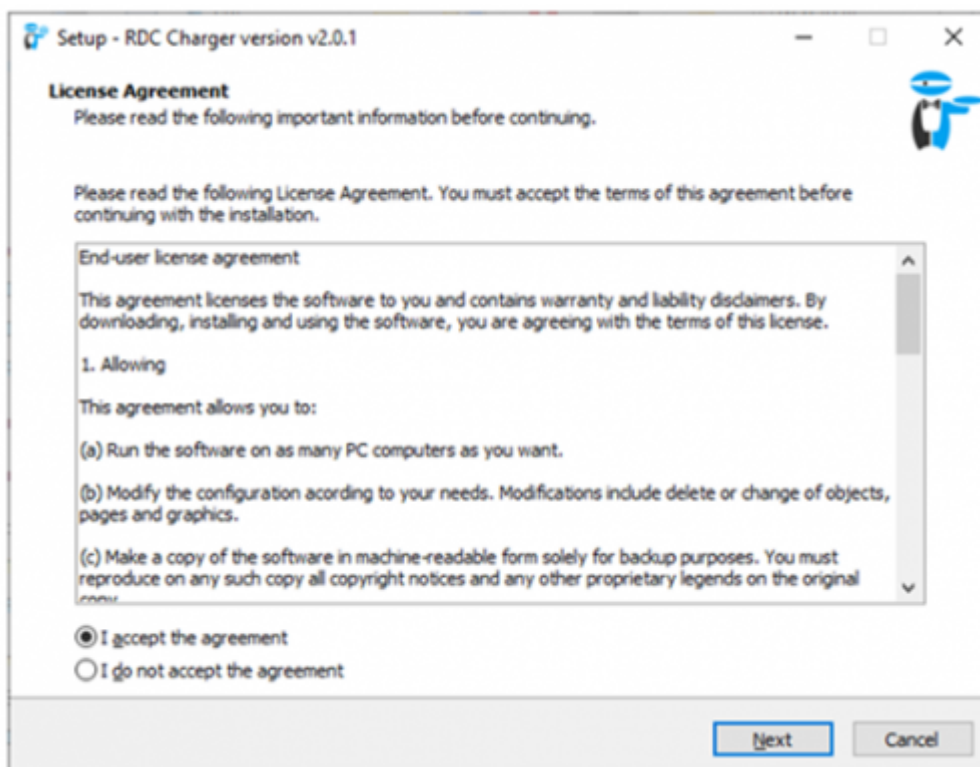 Setup - RDC Charger version v2.0.1
License Agreement
Please read the following important information before continuing.
Please read the following License Agreement. You must accept the terms of this agreement before
continuing with the installation.
End-user license agreement
This agreement licenses the software to you and contains warranty and liability disclaimers. By
downloading, installing and using the software, you are agreeing with the terms of this license.
1. Allowing
This agreement allows you to:
(a) Run the software on as many PC computers as you want.
(b) Modify the configuration acording to your needs. Modifications include delete or change of objects,
pages and graphics.
(c) Make a copy of the software in machine-readable form solely for backup purposes. You must
reproduce on any such copy all copyright notices and any other proprietary legends on the original
copy.
I accept the agreement
I do not accept the agreement
Next
Cancel